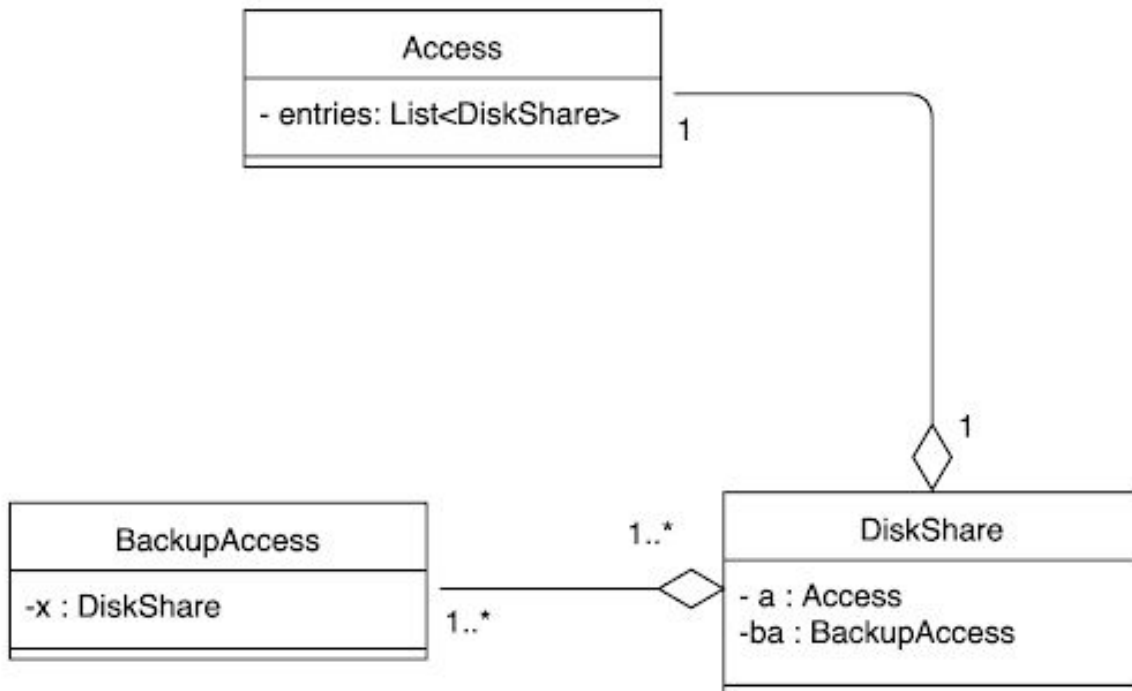 Access
- entries: List<DiskShare>
1
1
BackupAccess
-x : DiskShare
1..*
1..*
DiskShare
- a : Access
-ba : BackupAccess